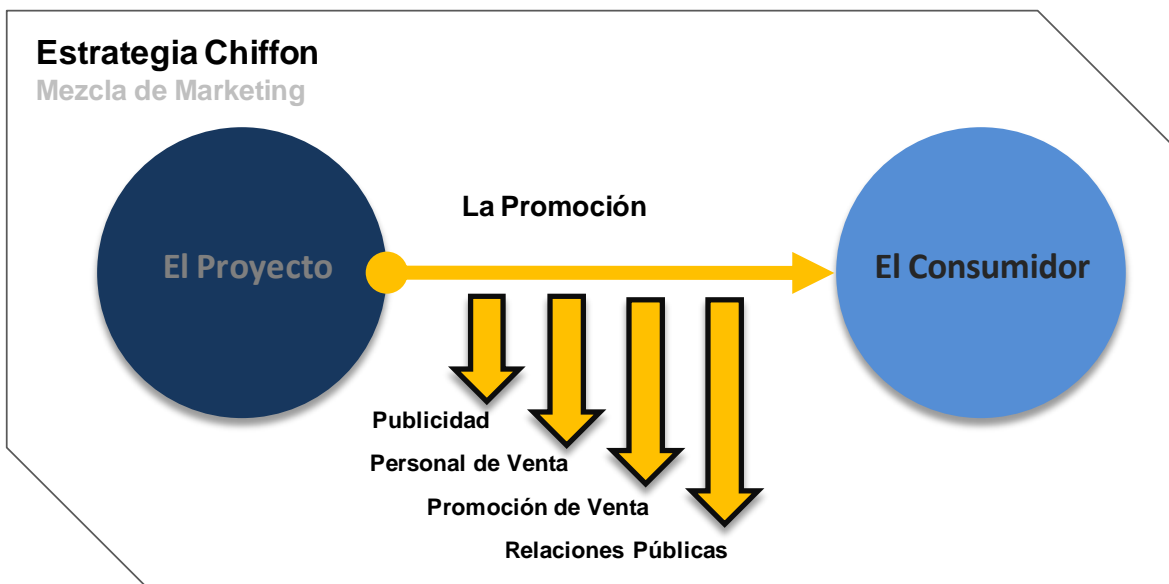 Estrategia Chiffon
Mezcla de Marketing
La Promoción
El Proyecto
El Consumidor
Publicidad
Personal de Venta
Promoción de Venta
Relaciones Públicas